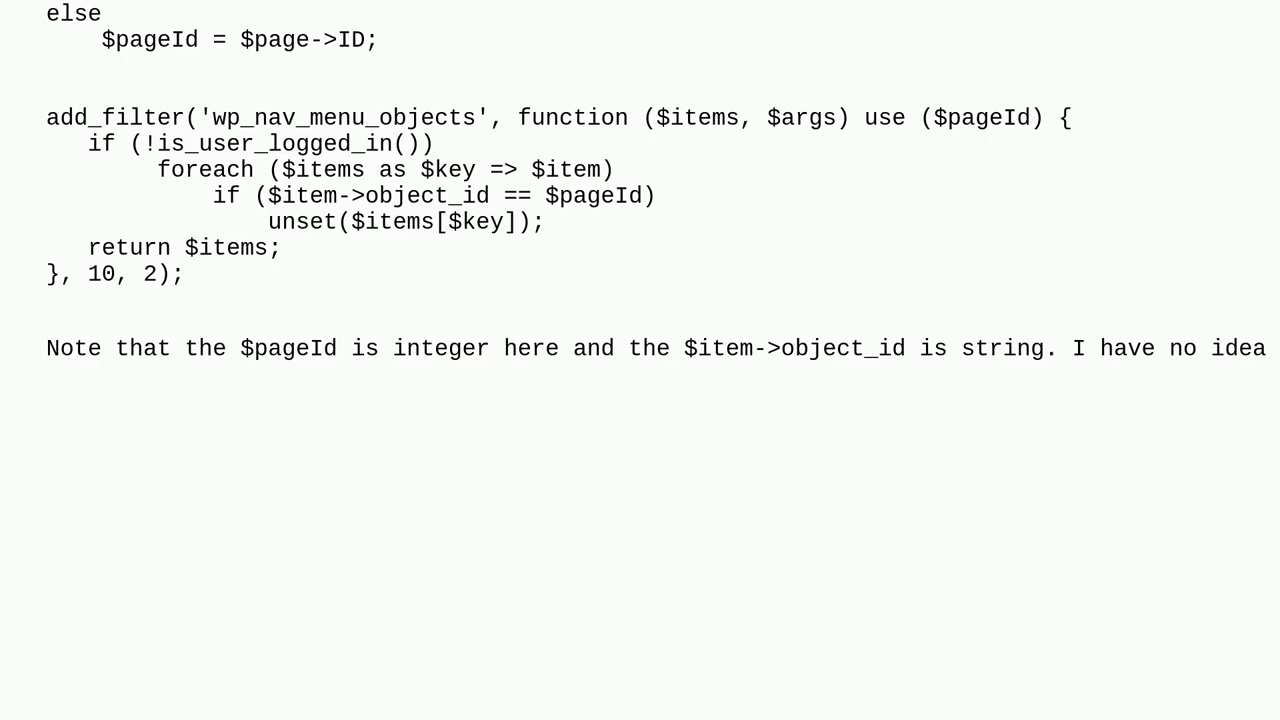 else
    $pageId = $page->ID;
add_filter('wp_nav_menu_objects', function ($items, $args) use ($pageId) {
   if (!is_user_logged_in())
        foreach ($items as $key => $item)
            if ($item->object_id == $pageId)
                unset($items[$key]);
   return $items;
}, 10, 2);
Note that the $pageId is integer here and the $item->object_id is string. I have no idea